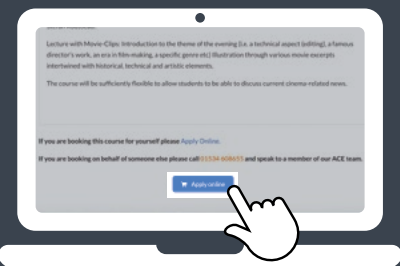 Lecture with Movie-Clips: Introduction to the theme of the evening (i.e. a technical aspect (editing), a famous
director's work, an era in film-making, a specific genre etc) illustration through various movie excerpts
intertwined with historical, technical and artistic elements.
The course will be sufficiently flexible to allow students to be able to discuss current cinema-related news.
If you are booking this course for yourself please Apply Online.
If you are booking on behalf of someone else please call 01534 608655 and speak to a member of our ACE team.
Apply online